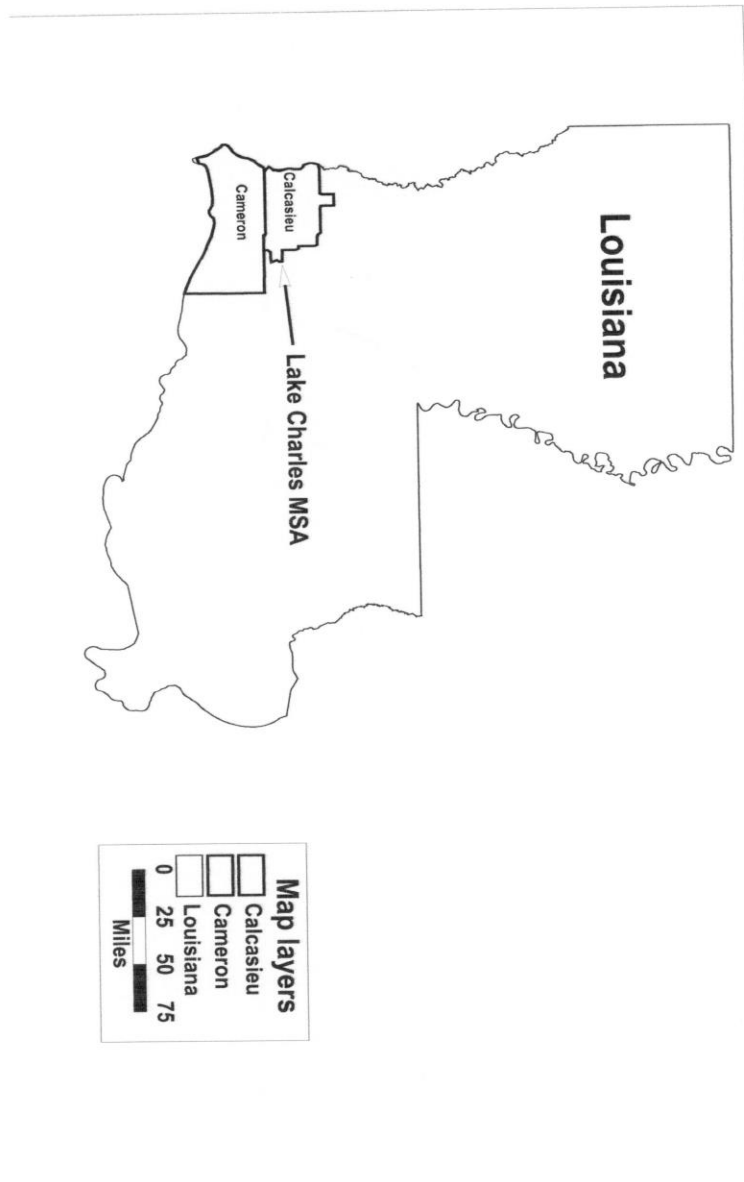 Louisiana
Calcasieu
Cameron
Lake Charles MSA
Map layers
Calcasieu
Cameron
Louisiana
0 25 50 75
Miles